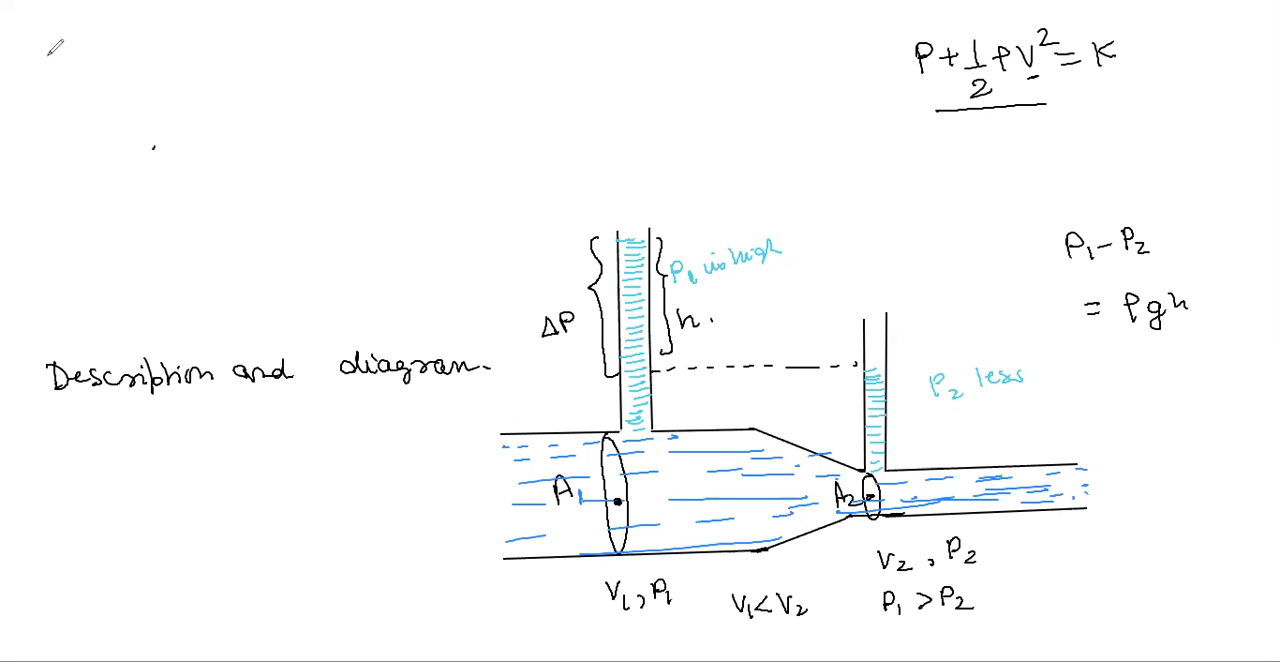 P + 1/2 ρV² = K
P₁ is high
P₁ - P₂
= ρgh
ΔP
h.
Description and diagram.
P₂ less
A₁
A₂
V₁, P₁
V₁ < V₂
V₂, P₂
P₁ > P₂